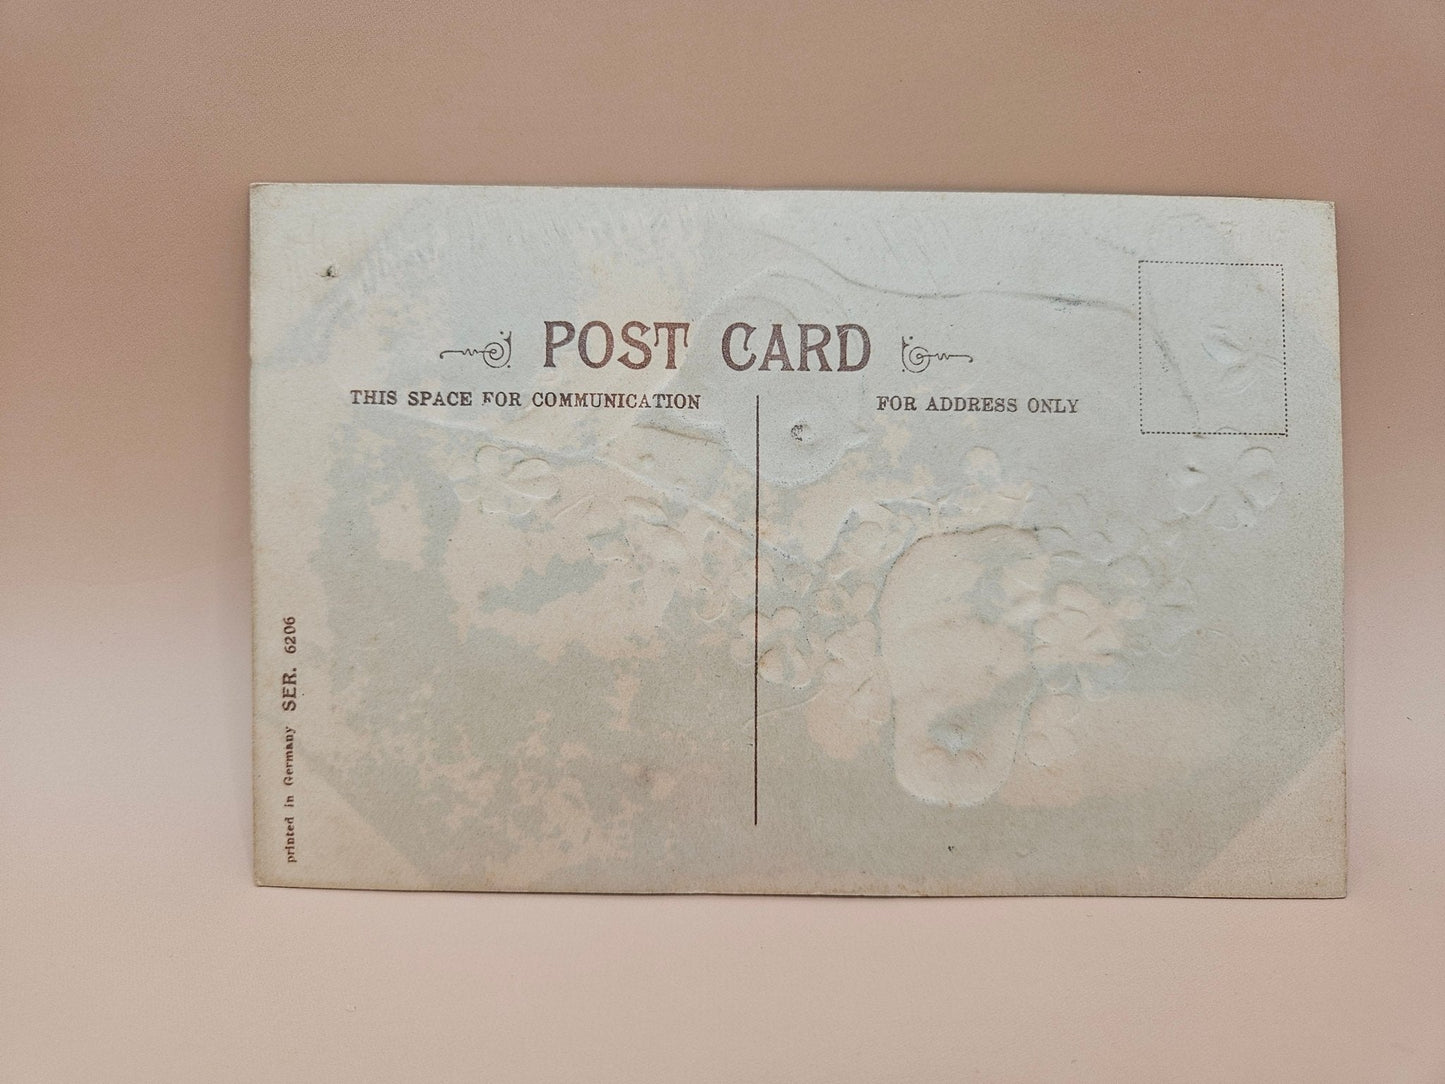 POST CARD
THIS SPACE FOR COMMUNICATION
FOR ADDRESS ONLY
printed in Germany SER. 6206